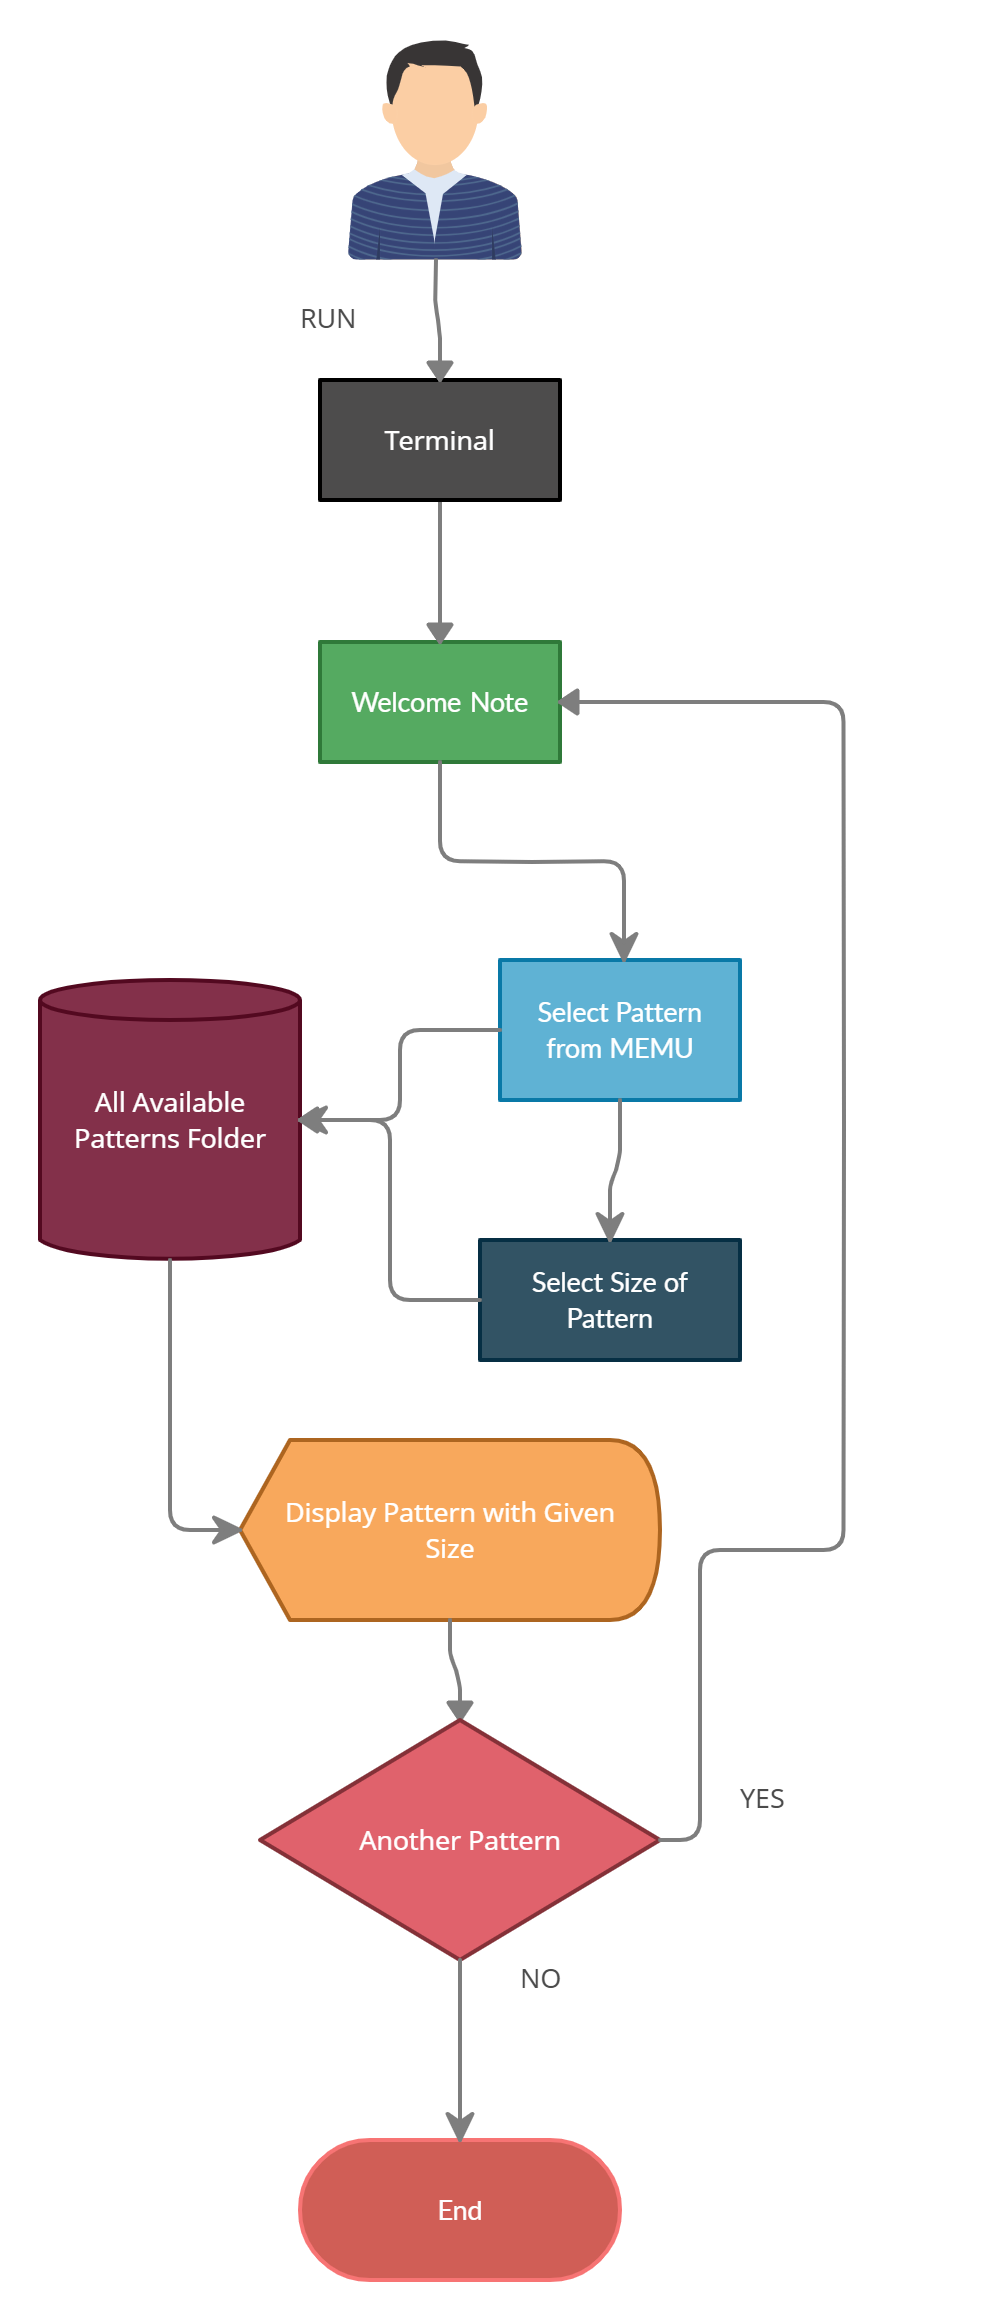 RUN
Terminal
Welcome Note
Select Pattern
from MEMU
All Available
Patterns Folder
Select Size of
Pattern
Display Pattern with Given
Size
YES
Another Pattern
NO
End